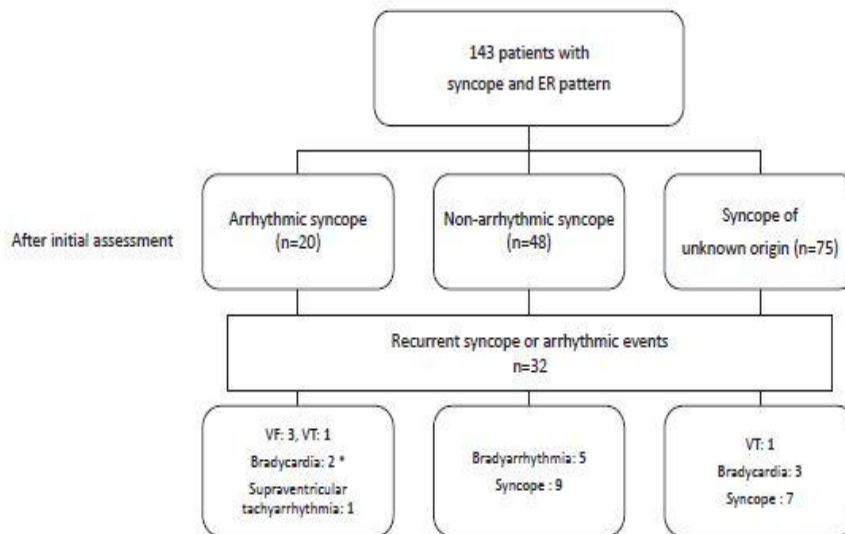 143 patients with
syncope and ER pattern
After initial assessment
Arrhythmic syncope
(n=20)
Non-arrhythmic syncope
(n=48)
Syncope of
unknown origin (n=75)
Recurrent syncope or arrhythmic events
n=32
VF: 3, VT: 1
Bradycardia: 2 *
Supraventricular
tachyarrhythmia: 1
Bradyarrhythmia: 5
Syncope : 9
VT: 1
Bradycardia: 3
Syncope : 7